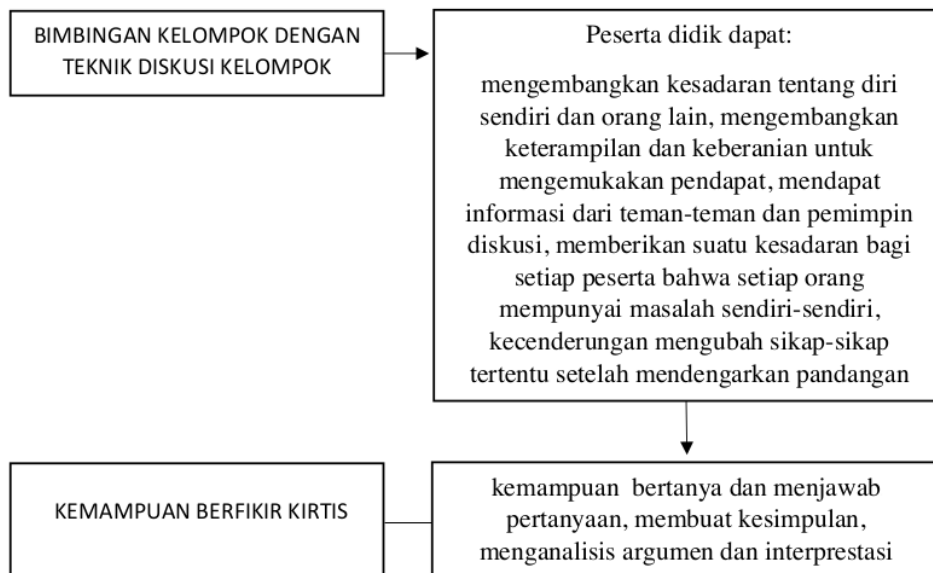 BIMBINGAN KELOMPOK DENGAN
TEKNIK DISKUSI KELOMPOK
Peserta didik dapat:
mengembangkan kesadaran tentang diri
sendiri dan orang lain, mengembangkan
keterampilan dan keberanian untuk
mengemukakan pendapat, mendapat
informasi dari teman-teman dan pemimpin
diskusi, memberikan suatu kesadaran bagi
setiap peserta bahwa setiap orang
mempunyai masalah sendiri-sendiri,
kecenderungan mengubah sikap-sikap
tertentu setelah mendengarkan pandangan
KEMAMPUAN BERFIKIR KIRTIS
kemampuan bertanya dan menjawab
pertanyaan, membuat kesimpulan,
menganalisis argumen dan interprestasi